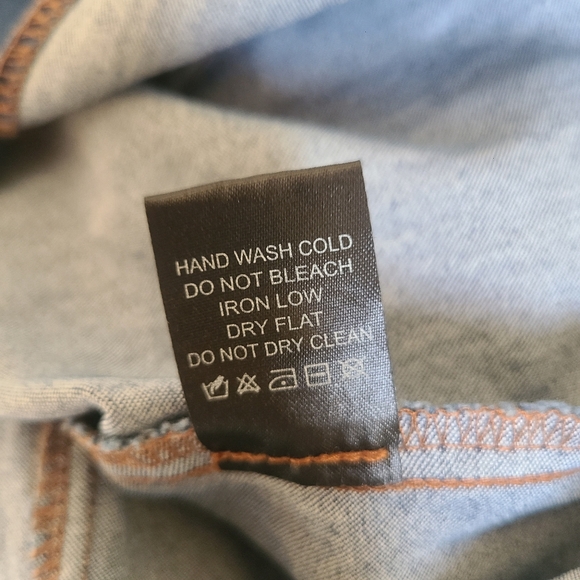 HAND WASH COLD
DO NOT BLEACH
IRON LOW
DRY FLAT
DO NOT DRY CLEAN